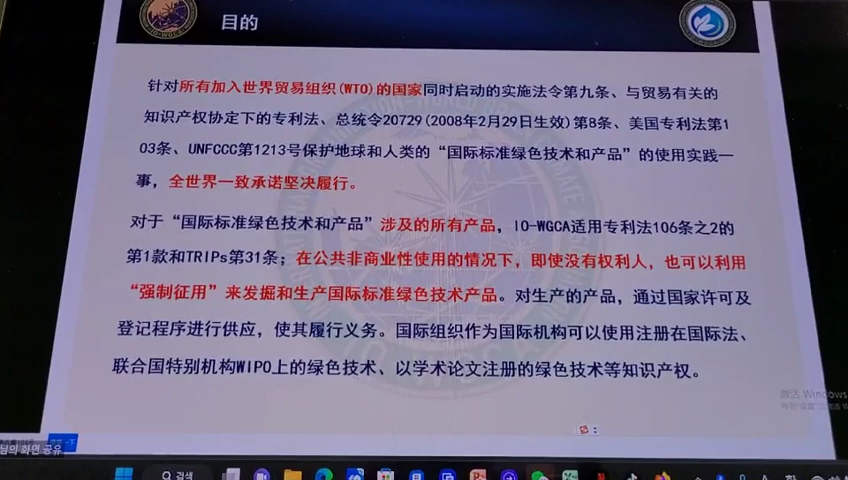 目的
针对所有加入世界贸易组织(WTO)的国家同时启动的实施法令第九条、与贸易有关的
知识产权协定下的专利法、总统令20729(2008年2月29日生效)第8条、美国专利法第1
03条、UNFCCC第1213号保护地球和人类的“国际标准绿色技术和产品”的使用实践一
事，全世界一致承诺坚决履行。
对于“国际标准绿色技术和产品”涉及的所有产品，IO-WGCA适用专利法106条之2的
第1款和TRIPs第31条；在公共非商业性使用的情况下，即使没有权利人，也可以利用
“强制征用”来发掘和生产国际标准绿色技术产品。对生产的产品，通过国家许可及
登记程序进行供应，使其履行义务。国际组织作为国际机构可以使用注册在国际法、
联合国特别机构WIPO上的绿色技术、以学术论文注册的绿色技术等知识产权。
激活 Windows
님의 화면 공유
검색